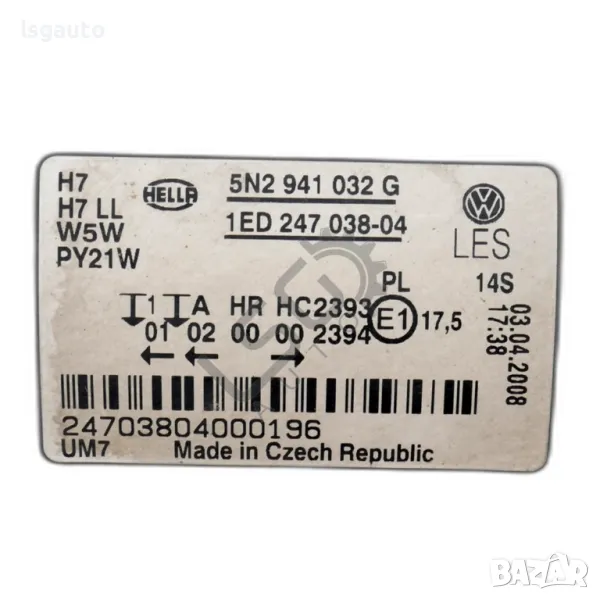 lsgauto
H7
H7 LL
W5W
PY21W
HELLA
5N2 941 032 G
1ED 247 038-04
LES
PL
14S
1 A HR HC2393
01 02 00 00 2394
E1 17,5
03.04.2008
17:38
24703804000196
UM7 Made in Czech Republic
BAZAR